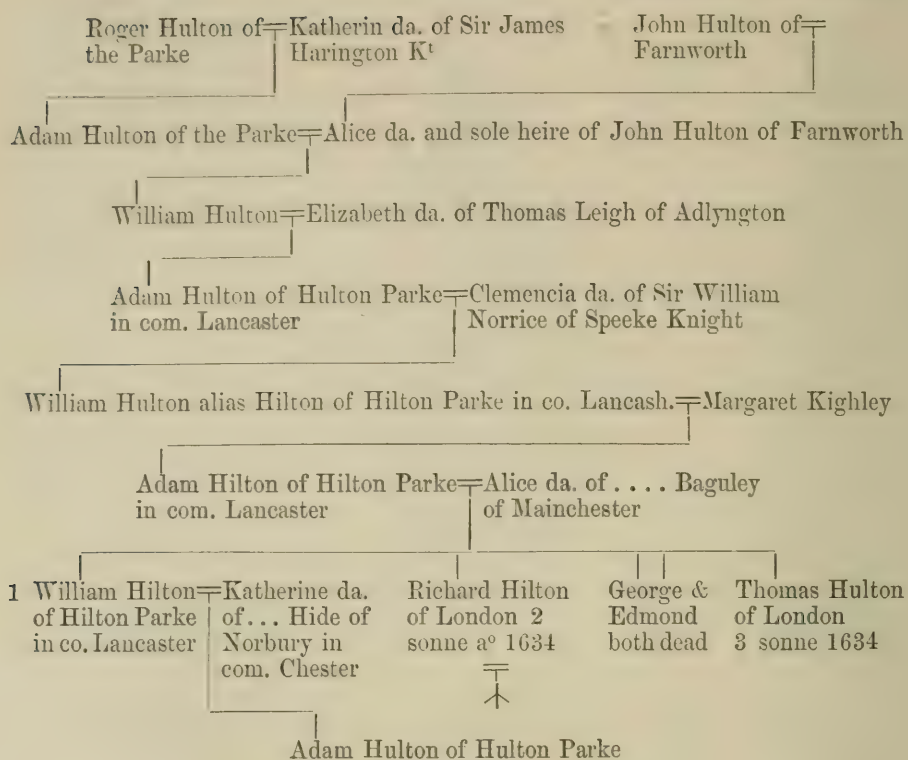 Roger Hulton of Katherin da. of Sir James John Hulton of
the Parke Harington Kᵗ Farnworth
Adam Hulton of the Parke Alice da. and sole heire of John Hulton of Farnworth
William Hulton Elizabeth da. of Thomas Leigh of Adlyngton
Adam Hulton of Hulton Parke Clemencia da. of Sir William
in com. Lancaster Norrice of Speeke Knight
William Hulton alias Hilton of Hilton Parke in co. Lancash. Margaret Kighley
Adam Hilton of Hilton Parke Alice da. of .... Baguley
in com. Lancaster of Mainchester
1 William Hilton Katherine da. Richard Hilton George & Thomas Hulton
of Hilton Parke of... Hide of of London 2 Edmond of London
in co. Lancaster Norbury in sonne aº 1634 both dead 3 sonne 1634
com. Chester
Adam Hulton of Hulton Parke